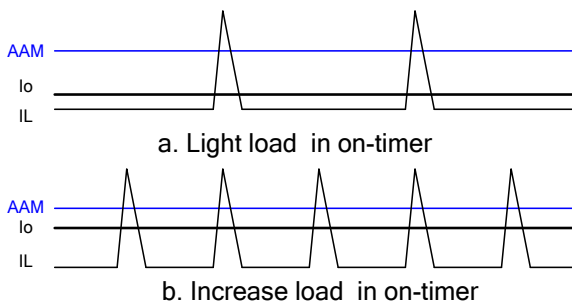 AAM
Io
IL
a. Light load in on-timer
AAM
Io
IL
b. Increase load in on-timer